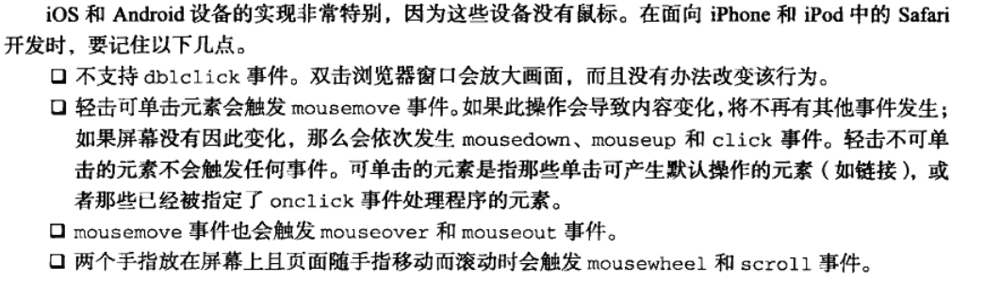 iOS 和 Android 设备的实现非常特别，因为这些设备没有鼠标。在面向 iPhone 和 iPod 中的 Safari
开发时，要记住以下几点。
❑ 不支持 dblclick 事件。双击浏览器窗口会放大画面，而且没有办法改变该行为。
❑ 轻击可单击元素会触发 mousemove 事件。如果此操作会导致内容变化，将不再有其他事件发生；
如果屏幕没有因此变化，那么会依次发生 mousedown、mouseup 和 click 事件。轻击不可单
击的元素不会触发任何事件。可单击的元素是指那些单击可产生默认操作的元素（如链接），或
者那些已经被指定了 onclick 事件处理程序的元素。
❑ mousemove 事件也会触发 mouseover 和 mouseout 事件。
❑ 两个手指放在屏幕上且页面随手指移动而滚动时会触发 mousewheel 和 scroll 事件。